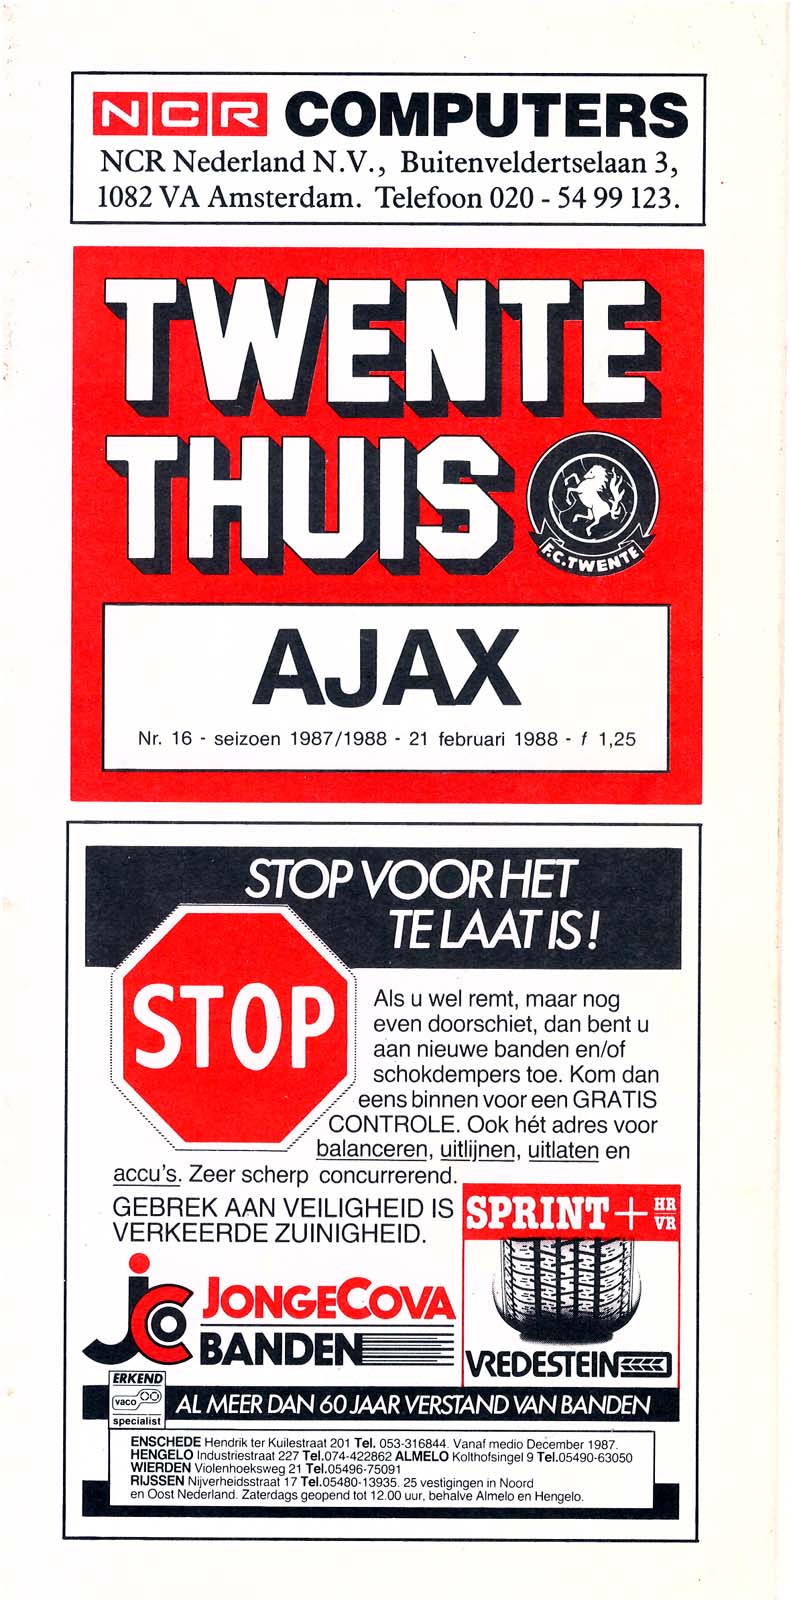 NCR COMPUTERS
NCR Nederland N.V., Buitenveldertselaan 3,
1082 VA Amsterdam. Telefoon 020 - 54 99 123.
TWENTE
THUIS
F.C. TWENTE
AJAX
Nr. 16 - seizoen 1987/1988 - 21 februari 1988 - f 1,25
STOP VOOR HET
TE LAAT IS!
STOP
Als u wel remt, maar nog
even doorschiet, dan bent u
aan nieuwe banden en/of
schokdempers toe. Kom dan
eens binnen voor een GRATIS
CONTROLE. Ook hét adres voor
balanceren, uitlijnen, uitlaten en
accu's. Zeer scherp concurrerend.
GEBREK AAN VEILIGHEID IS
VERKEERDE ZUINIGHEID.
SPRINT + HR
VR
jCo
JONGECOVA
BANDEN
VREDESTEIN
ERKEND
vaco
specialist
AL MEER DAN 60 JAAR VERSTAND VAN BANDEN
ENSCHEDE Hendrik ter Kuilestraat 201 Tel. 053-316844. Vanaf medio December 1987.
HENGELO Industriestraat 227 Tel.074-422862 ALMELO Kolthofsingel 9 Tel.05490-63050
WIERDEN Violenhoeksweg 21 Tel.05496-75091
RIJSSEN Nijverheidsstraat 17 Tel.05480-13935. 25 vestigingen in Noord
en Oost Nederland. Zaterdags geopend tot 12.00 uur, behalve Almelo en Hengelo.